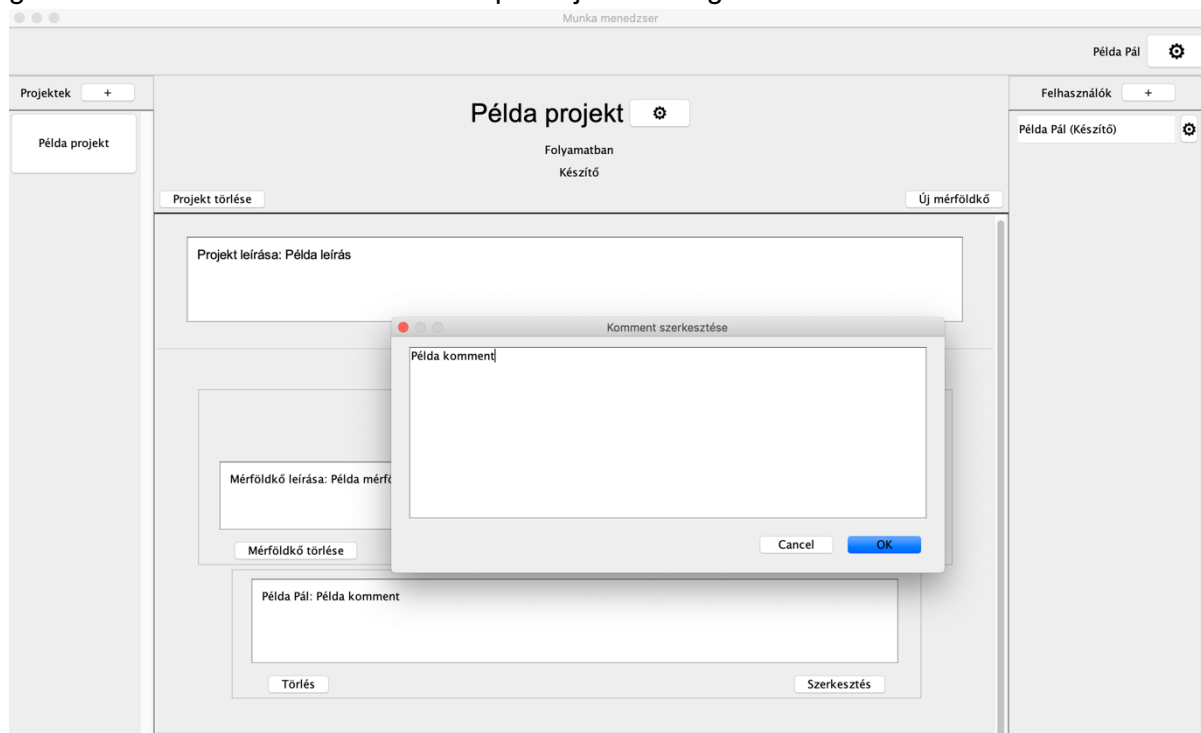 Munka menedzser
Példa Pál
Projektek +
Felhasználók +
Példa projekt
Példa projekt
Példa Pál (Készítő)
Folyamatban
Készítő
Projekt törlése
Új mérföldkő
Projekt leírása: Példa leírás
Komment szerkesztése
Példa komment
Mérföldkő leírása: Példa
Cancel
OK
Mérföldkő törlése
Példa Pál: Példa komment
Törlés
Szerkesztés